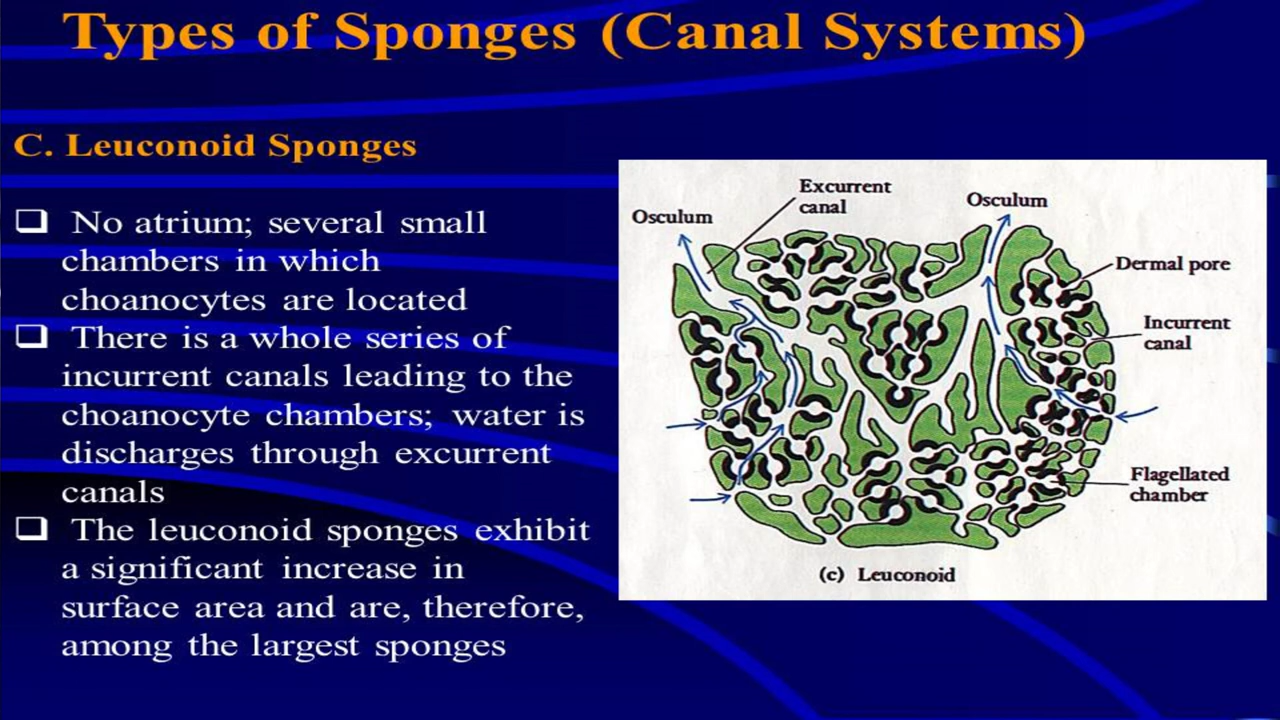 Types of Sponges (Canal Systems)
C. Leuconoid Sponges
No atrium; several small
chambers in which
choanocytes are located
There is a whole series of
incurrent canals leading to the
choanocyte chambers; water is
discharges through excurrent
canals
The leuconoid sponges exhibit
a significant increase in
surface area and are, therefore,
among the largest sponges
Excurrent
canal
Osculum
Osculum
Dermal pore
Incurrent
canal
Flagellated
chamber
(c) Leuconoid